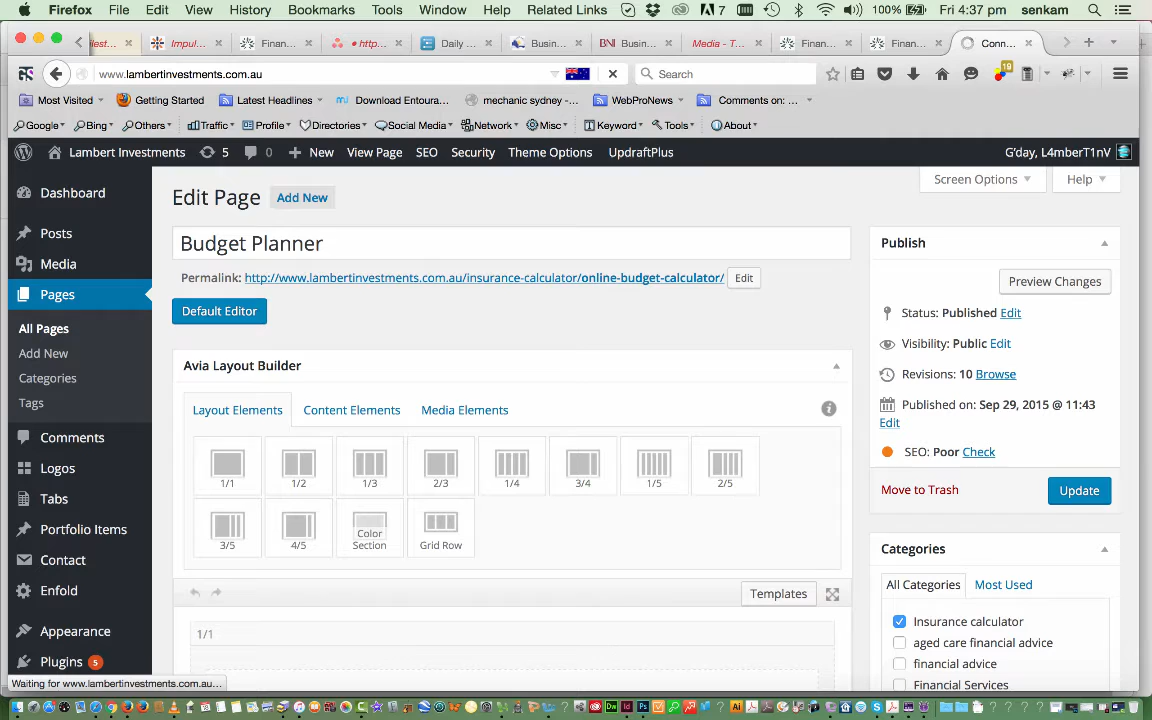 Firefox File Edit View History Bookmarks Tools Window Help Related Links 7 100% Fri 4:37 pm senkam
llest... Impul... Finan... • http... Daily ... Busin... BNI Busin... Media - T... Finan... Finan... Conn...
www.lambertinvestments.com.au Search 19
Most Visited Getting Started Latest Headlines Download Entoura... mechanic sydney -... WebProNews Comments on: ...
Google Bing Others Traffic Profile Directories Social Media Network Misc Keyword Tools About
Lambert Investments 5 0 New View Page SEO Security Theme Options UpdraftPlus G'day, L4mberT1nV
Screen Options Help
Dashboard
Posts
Media
Pages
All Pages
Add New
Categories
Tags
Comments
Logos
Tabs
Portfolio Items
Contact
Enfold
Appearance
Plugins 5
Edit Page Add New
Budget Planner
Permalink: http://www.lambertinvestments.com.au/insurance-calculator/online-budget-calculator/ Edit
Default Editor
Avia Layout Builder
Layout Elements Content Elements Media Elements
1/1 1/2 1/3 2/3 1/4 3/4 1/5 2/5
3/5 4/5 Color Section Grid Row
Templates
1/1
Publish
Preview Changes
Status: Published Edit
Visibility: Public Edit
Revisions: 10 Browse
Published on: Sep 29, 2015 @ 11:43
Edit
SEO: Poor Check
Move to Trash Update
Categories
All Categories Most Used
Insurance calculator
aged care financial advice
financial advice
Financial Services
Waiting for www.lambertinvestments.com.au...